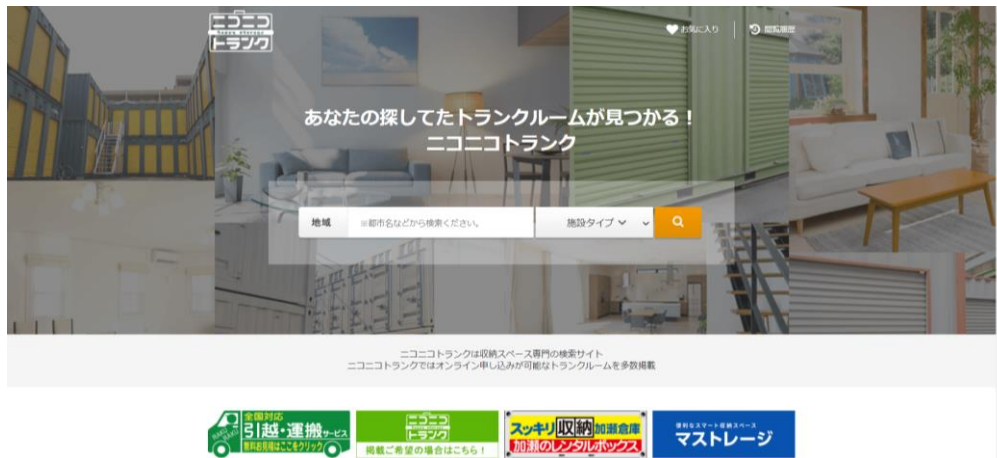 ニコニコ
Happy storage
トランク
お気に入り
閲覧履歴
あなたの探してたトランクルームが見つかる！
ニコニコトランク
地域
※都市名などから検索ください。
施設タイプ
ニコニコトランクは収納スペース専門の検索サイト
ニコニコトランクではオンライン申し込みが可能なトランクルームを多数掲載
全国対応
引越・運搬サービス
無料お見積はここをクリック
RAKU RAKU
ニコニコ
トランク
掲載ご希望の場合はこちら！
スッキリ収納加瀬倉庫
加瀬のレンタルボックス
便利なスマート収納スペース
マストレージ